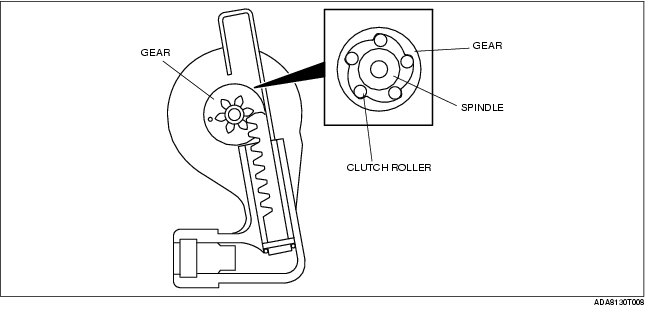 GEAR
GEAR
SPINDLE
CLUTCH ROLLER
ADA8130T008